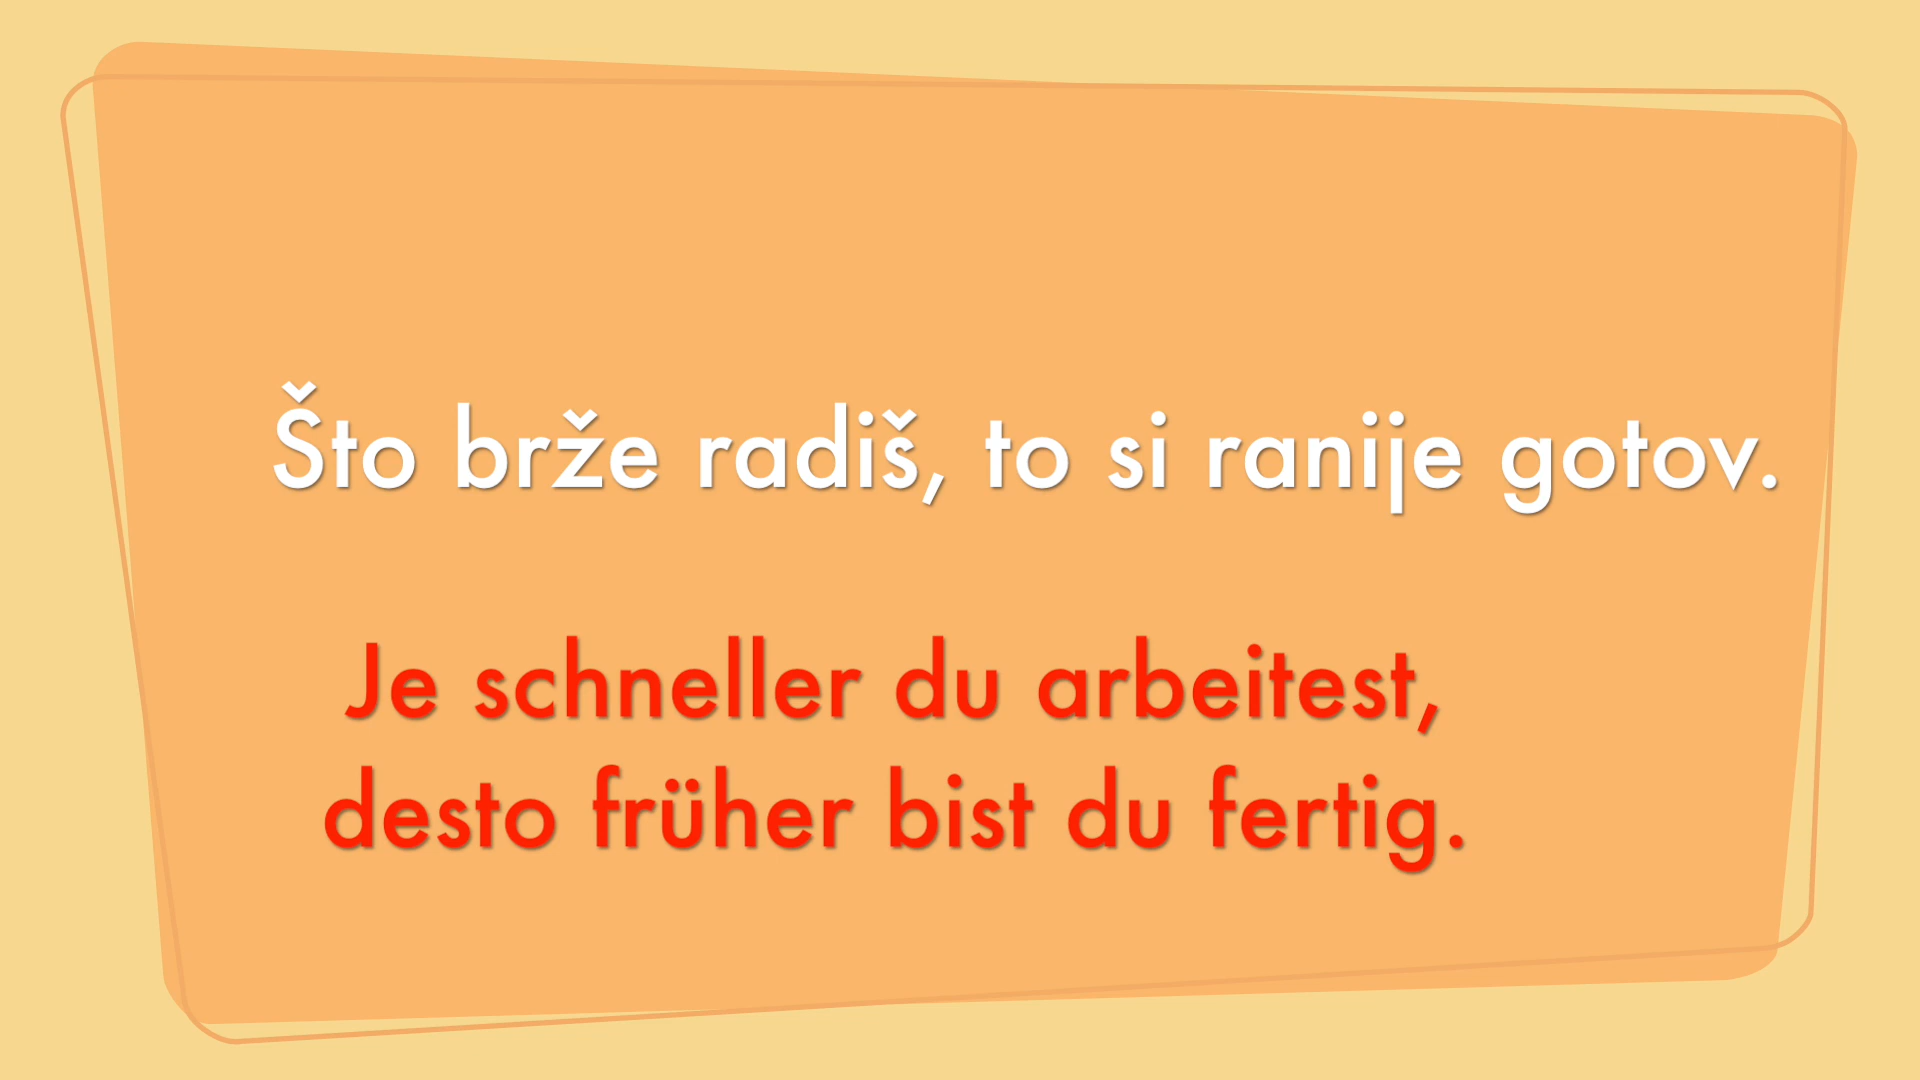 Što brže radiš, to si ranije gotov.
Je schneller du arbeitest,
desto früher bist du fertig.